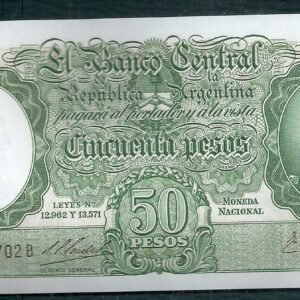 El Banco Central
de la
República Argentina
pagará al portador y a la vista
Cincuenta pesos
LEYES Nos
12.962 Y 13.571
50
PESOS
MONEDA
NACIONAL
702 B
GERENTE GENERAL